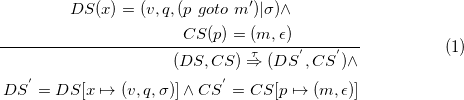 DS(x) = (v, q, (p goto m′)|σ)∧
CS(p) = (m, ϵ)
(DS, CS) ⇒^τ (DS′, CS′)∧ (1)
DS′ = DS[x ↦ (v, q, σ)] ∧ CS′ = CS[p ↦ (m, ϵ)]